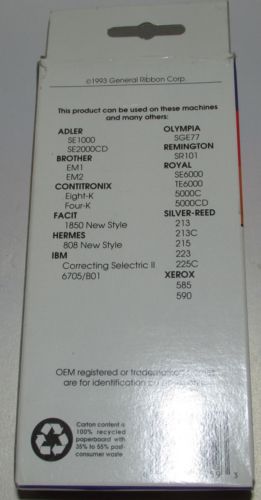 ©1993 General Ribbon Corp.
This product can be used on these machines
and many others:
ADLER
SE1000
SE2000CD
BROTHER
EM1
EM2
CONTITRONIX
Eight-K
Four-K
FACIT
1850 New Style
HERMES
808 New Style
IBM
Correcting Selectric II
6705/B01
OLYMPIA
SGE77
REMINGTON
SR101
ROYAL
SE6000
TE6000
5000C
5000CD
SILVER-REED
213
213C
215
223
225C
XEROX
585
590
OEM registered or
are for identification
Carton content is
100% recycled
paperboard with
35% to 55% post-
consumer waste